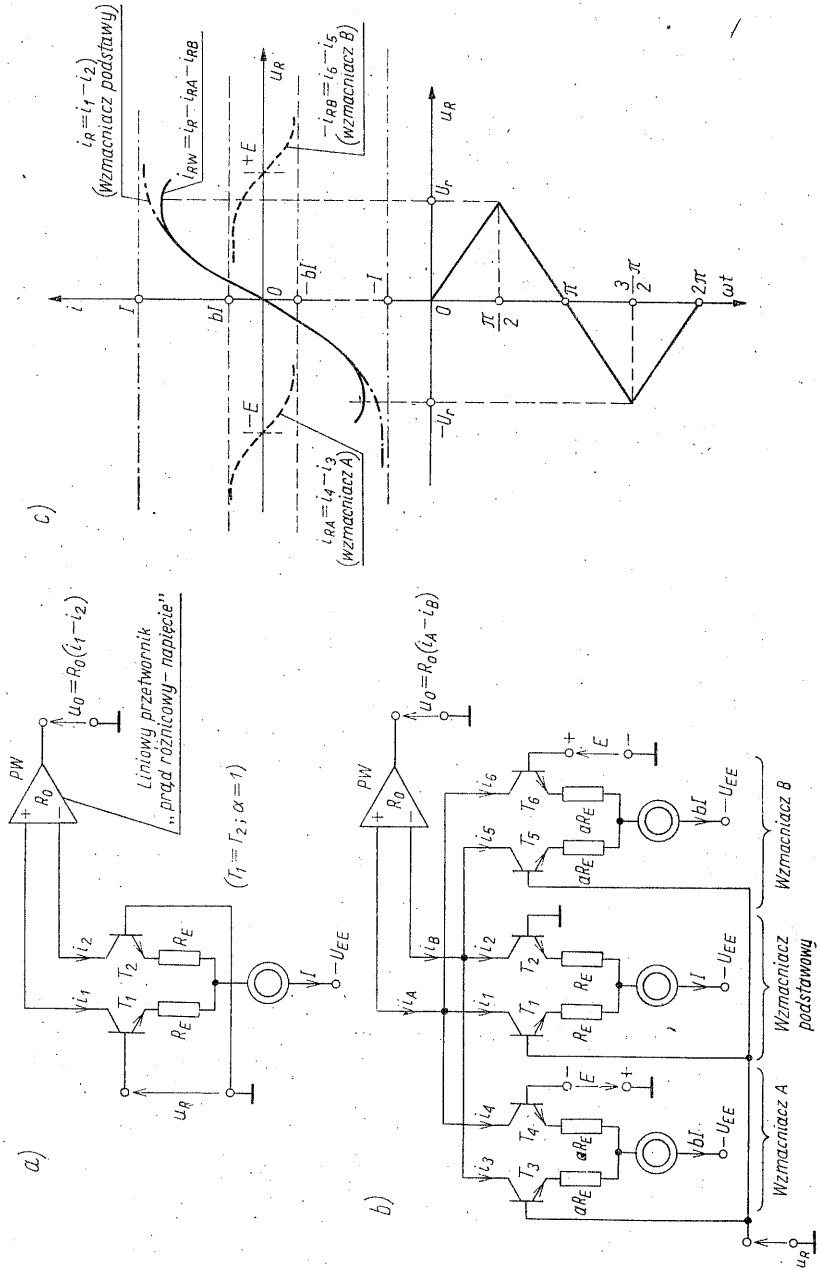 a)
u_R
i_1
i_2
T_1
T_2
R_E
R_E
I
−U_EE
(T_1=T_2; α=1)
PW
+
−
R_0
u_0=R_0(i_1−i_2)
Liniowy przetwornik
„prąd różnicowy–napięcie”
b)
PW
+
−
R_0
u_0=R_0(i_A−i_B)
i_A
i_B
i_3
i_4
i_1
i_2
i_5
i_6
T_3
T_4
T_1
T_2
T_5
T_6
−
E
+
+
E
−
aR_E
aR_E
R_E
R_E
aR_E
aR_E
bI
−U_EE
I
−U_EE
bI
−U_EE
u_R
Wzmacniacz A
Wzmacniacz
podstawowy
Wzmacniacz B
c)
i
I
bI
0
−bI
−I
−E
+E
u_R
i_R=i_1−i_2
(Wzmacniacz podstawy)
i_RW=i_R−i_RA−i_RB
i_RA=i_4−i_3
(wzmacniacz A)
−i_RB=i_6−i_5
(wzmacniacz B)
−U_r
0
U_r
u_R
π/2
π
3/2 π
2π
ωt